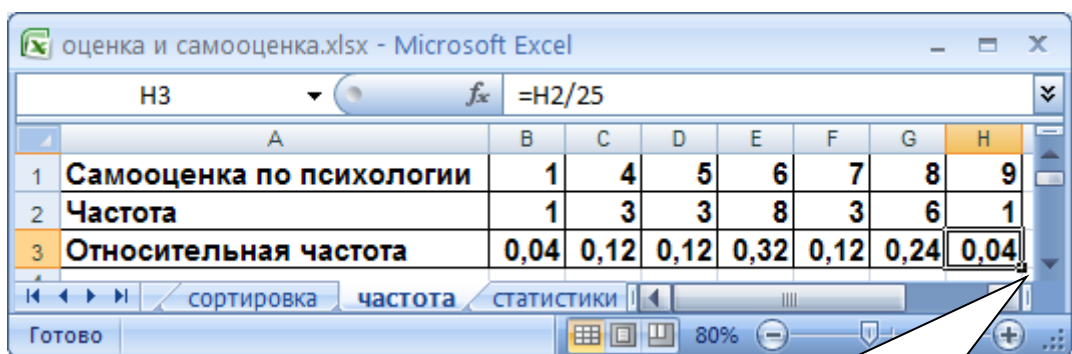 оценка и самооценка.xlsx - Microsoft Excel
H3 fx =H2/25
A B C D E F G H
1 Самооценка по психологии 1 4 5 6 7 8 9
2 Частота 1 3 3 8 3 6 1
3 Относительная частота 0,04 0,12 0,12 0,32 0,12 0,24 0,04
сортировка частота статистики
Готово 80%